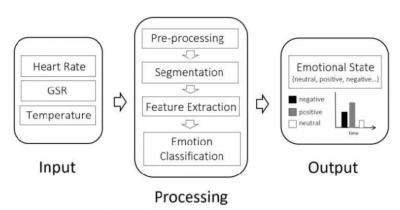 Heart Rate
GSR
Temperature
Input
Pre-processing
Segmentation
Feature Extraction
Emotion
Classification
Processing
Emotional State
(neutral, positive, negative...)
negative
positive
neutral
time
Output